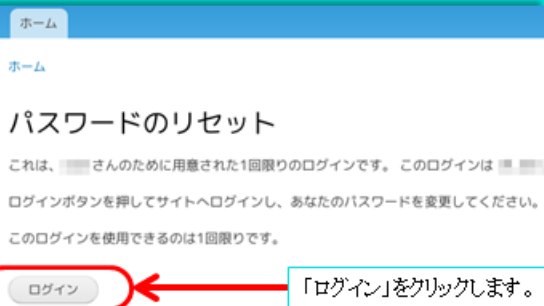 ホーム
ホーム
パスワードのリセット
これは、 さんのために用意された1回限りのログインです。 このログインは
ログインボタンを押してサイトへログインし、あなたのパスワードを変更してください。
このログインを使用できるのは1回限りです。
ログイン
「ログイン」をクリックします。